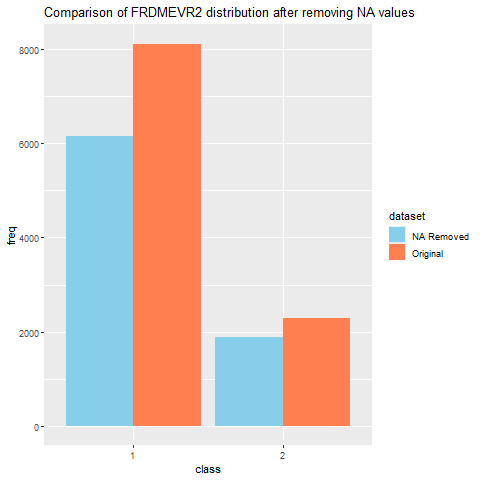 Comparison of FRDMEVR2 distribution after removing NA values
freq
8000
6000
4000
2000
0
1
2
class
dataset
NA Removed
Original